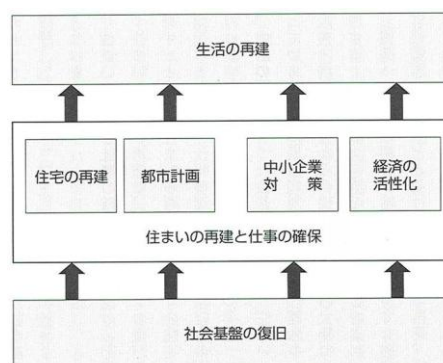 生活の再建
住宅の再建
都市計画
中小企業
対　　策
経済の
活性化
住まいの再建と仕事の確保
社会基盤の復旧